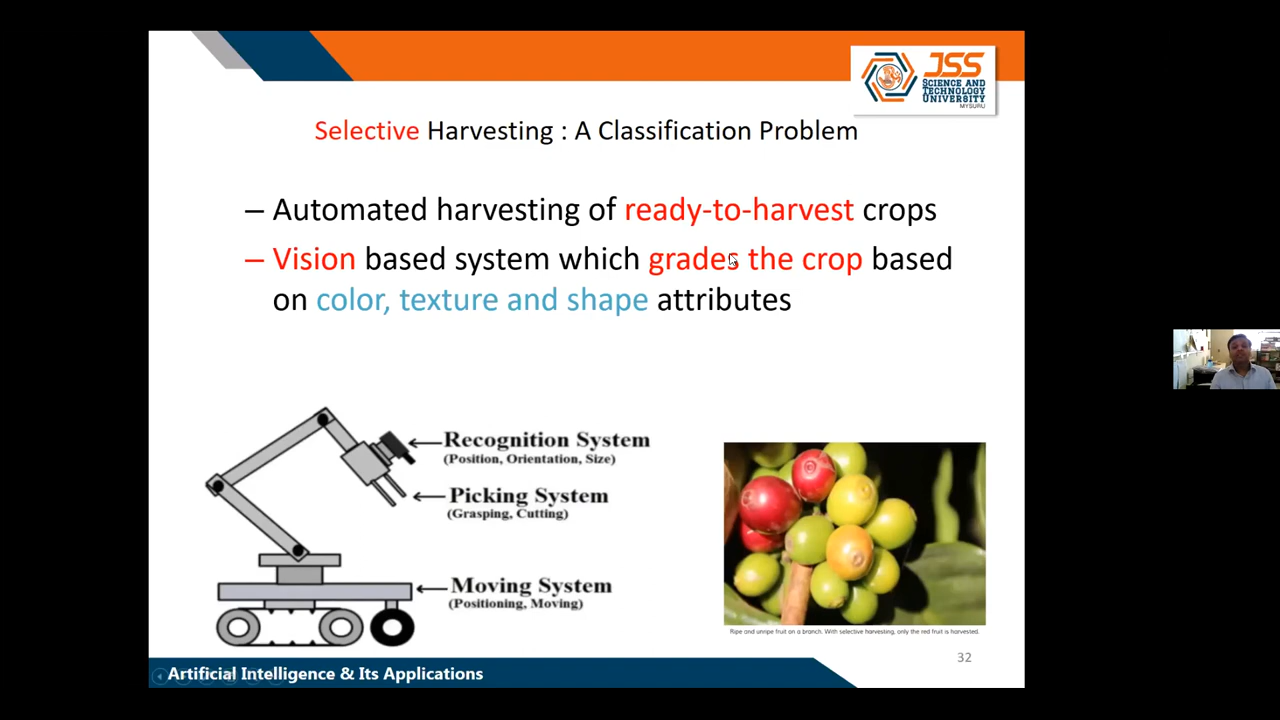 JSS
SCIENCE AND
TECHNOLOGY
UNIVERSITY
MYSURU
Selective Harvesting : A Classification Problem
– Automated harvesting of ready-to-harvest crops
– Vision based system which grades the crop based
on color, texture and shape attributes
Recognition System
(Position, Orientation, Size)
Picking System
(Grasping, Cutting)
Moving System
(Positioning, Moving)
Ripe and unripe fruit on a branch. With selective harvesting, only the red fruit is harvested.
32
Artificial Intelligence & Its Applications